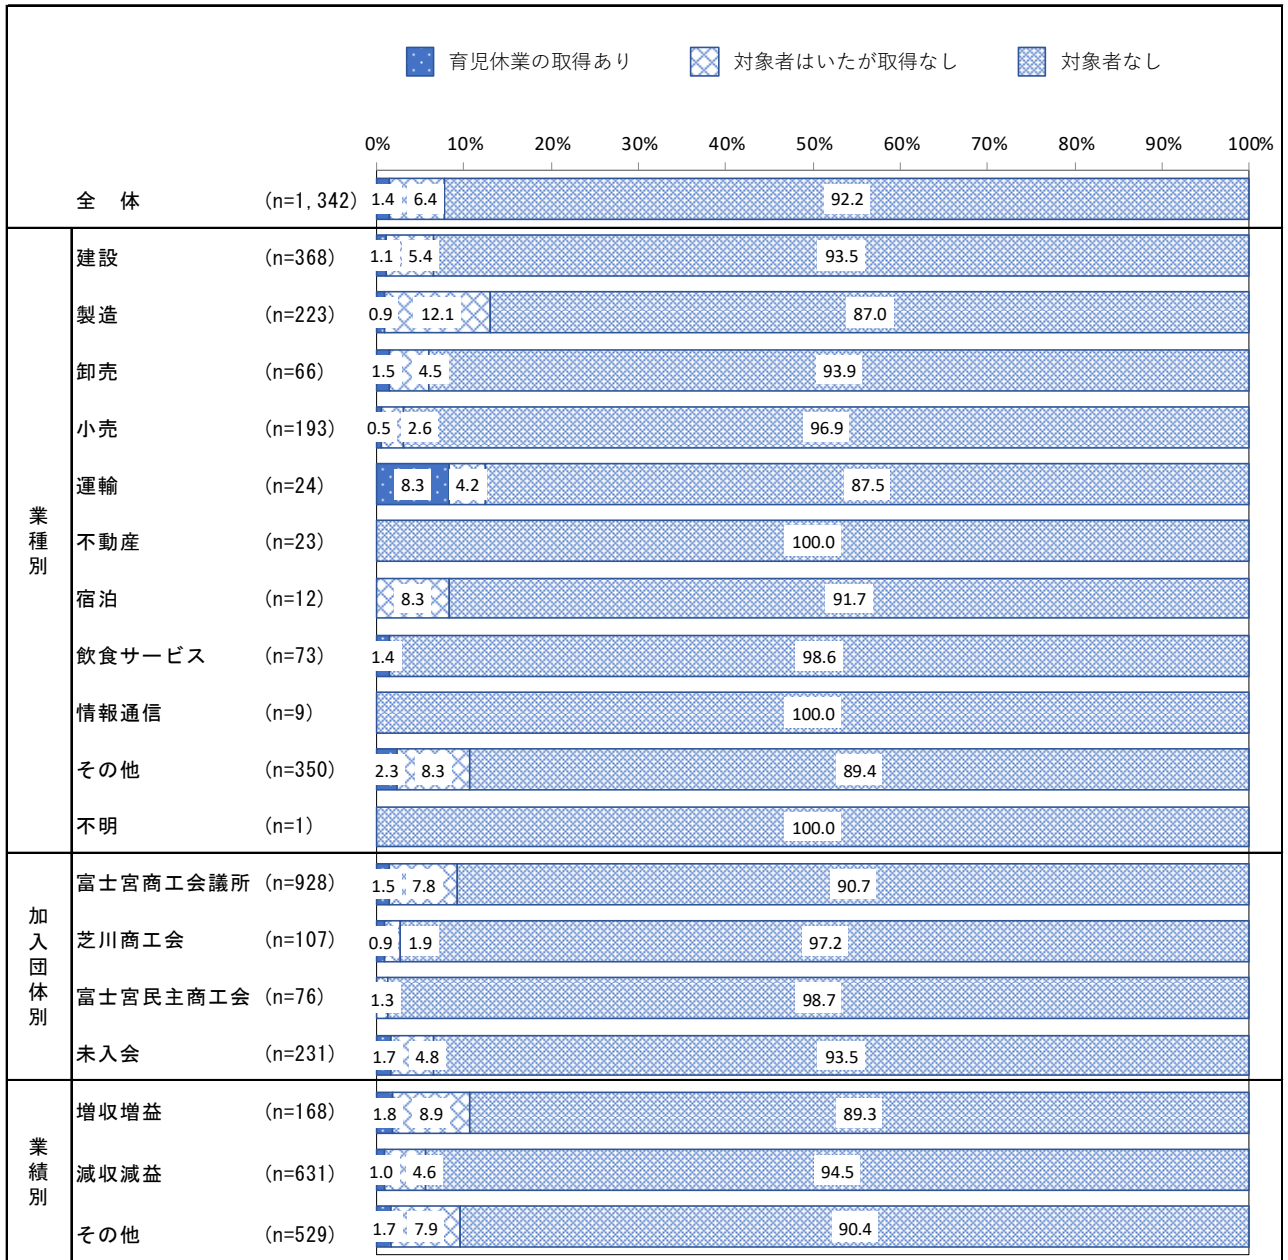 育児休業の取得あり 対象者はいたが取得なし 対象者なし
0% 10% 20% 30% 40% 50% 60% 70% 80% 90% 100%
全 体 (n=1,342) 1.4 6.4 92.2
業種別
建設 (n=368) 1.1 5.4 93.5
製造 (n=223) 0.9 12.1 87.0
卸売 (n=66) 1.5 4.5 93.9
小売 (n=193) 0.5 2.6 96.9
運輸 (n=24) 8.3 4.2 87.5
不動産 (n=23) 100.0
宿泊 (n=12) 8.3 91.7
飲食サービス (n=73) 1.4 98.6
情報通信 (n=9) 100.0
その他 (n=350) 2.3 8.3 89.4
不明 (n=1) 100.0
加入団体別
富士宮商工会議所 (n=928) 1.5 7.8 90.7
芝川商工会 (n=107) 0.9 1.9 97.2
富士宮民主商工会 (n=76) 1.3 98.7
未入会 (n=231) 1.7 4.8 93.5
業績別
増収増益 (n=168) 1.8 8.9 89.3
減収減益 (n=631) 1.0 4.6 94.5
その他 (n=529) 1.7 7.9 90.4